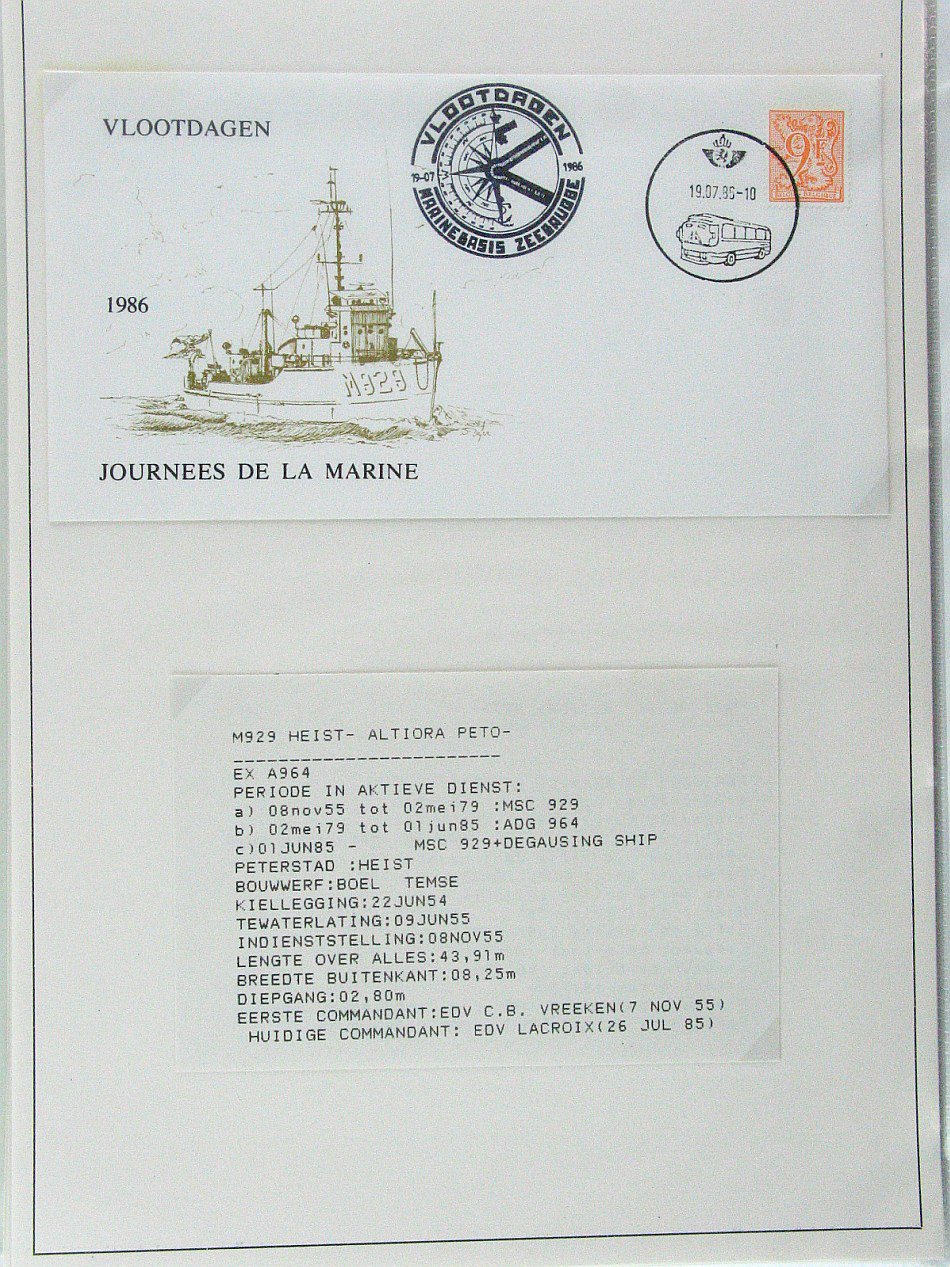 VLOOTDAGEN
VLOOTDAGEN
19-07 1986
MARINEBASIS ZEEBRUGGE
9F
19.07.86-10
1986
M929
JOURNEES DE LA MARINE
M929 HEIST- ALTIORA PETO-
------------------------
EX A964
PERIODE IN AKTIEVE DIENST:
a) 08nov55 tot 02mei79 :MSC 929
b) 02mei79 tot 01jun85 :ADG 964
c)01JUN85 - MSC 929+DEGAUSING SHIP
PETERSTAD :HEIST
BOUWWERF:BOEL TEMSE
KIELLEGGING:22JUN54
TEWATERLATING:09JUN55
INDIENSTSTELLING:08NOV55
LENGTE OVER ALLES:43,91m
BREEDTE BUITENKANT:08,25m
DIEPGANG:02,80m
EERSTE COMMANDANT:EDV C.B. VREEKEN(7 NOV 55)
HUIDIGE COMMANDANT: EDV LACROIX(26 JUL 85)